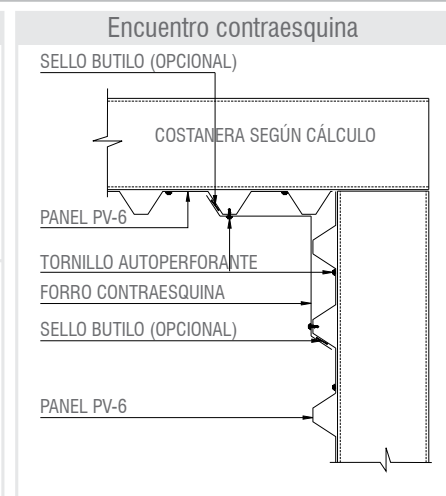 Encuentro contraesquina
SELLO BUTILO (OPCIONAL)
COSTANERA SEGÚN CÁLCULO
PANEL PV-6
TORNILLO AUTOPERFORANTE
FORRO CONTRAESQUINA
SELLO BUTILO (OPCIONAL)
PANEL PV-6